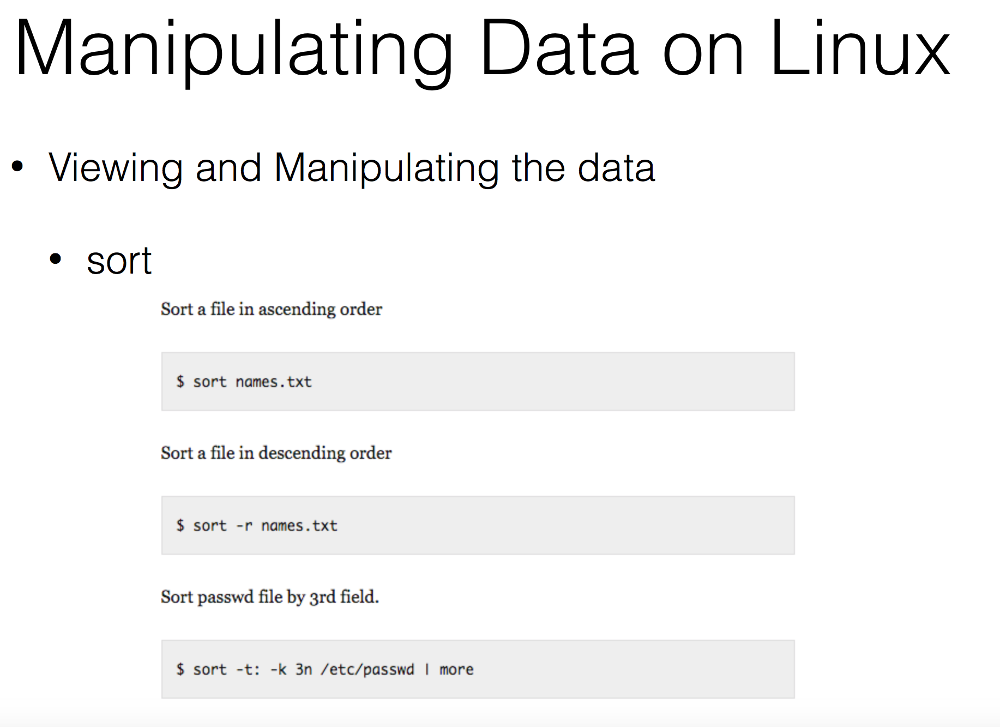 Manipulating Data on Linux
• Viewing and Manipulating the data
• sort
Sort a file in ascending order
$ sort names.txt
Sort a file in descending order
$ sort -r names.txt
Sort passwd file by 3rd field.
$ sort -t: -k 3n /etc/passwd | more